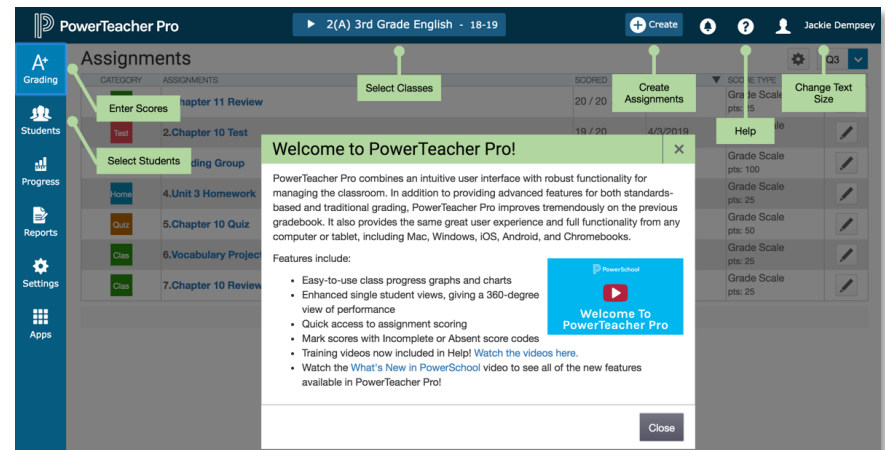 PowerTeacher Pro
2(A) 3rd Grade English - 18-19
Create
Jackie Dempsey
A+
Grading
Students
Progress
Reports
Settings
Apps
Assignments
Q3
CATEGORY ASSIGNMENTS SCORED SCORE TYPE
Select Classes
Create
Assignments
Change Text
Size
Help
Enter Scores
Select Students
Chapter 11 Review 20 / 20 Grade Scale
pts: 25
Test 2.Chapter 10 Test 19 / 20 4/3/2019
ding Group Grade Scale
pts: 100
Home 4.Unit 3 Homework Grade Scale
pts: 25
Quiz 5.Chapter 10 Quiz Grade Scale
pts: 50
Clas 6.Vocabulary Project Grade Scale
pts: 25
Clas 7.Chapter 10 Review Grade Scale
pts: 25
Welcome to PowerTeacher Pro!
PowerTeacher Pro combines an intuitive user interface with robust functionality for
managing the classroom. In addition to providing advanced features for both standards-
based and traditional grading, PowerTeacher Pro improves tremendously on the previous
gradebook. It also provides the same great user experience and full functionality from any
computer or tablet, including Mac, Windows, iOS, Android, and Chromebooks.
Features include:
• Easy-to-use class progress graphs and charts
• Enhanced single student views, giving a 360-degree
view of performance
• Quick access to assignment scoring
• Mark scores with Incomplete or Absent score codes
• Training videos now included in Help! Watch the videos here.
• Watch the What's New in PowerSchool video to see all of the new features
available in PowerTeacher Pro!
PowerSchool
Welcome To
PowerTeacher Pro
Close